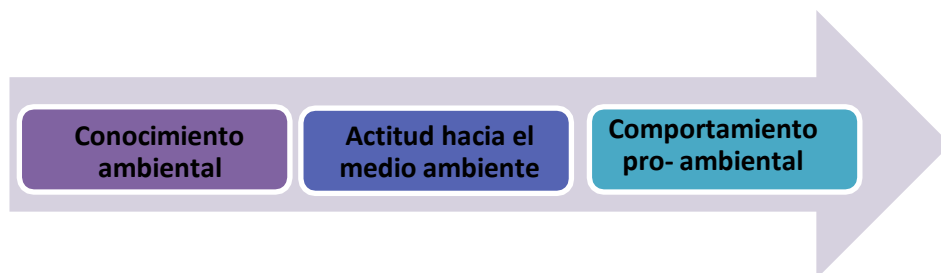 Conocimiento
ambiental
Actitud hacia el
medio ambiente
Comportamiento
pro- ambiental